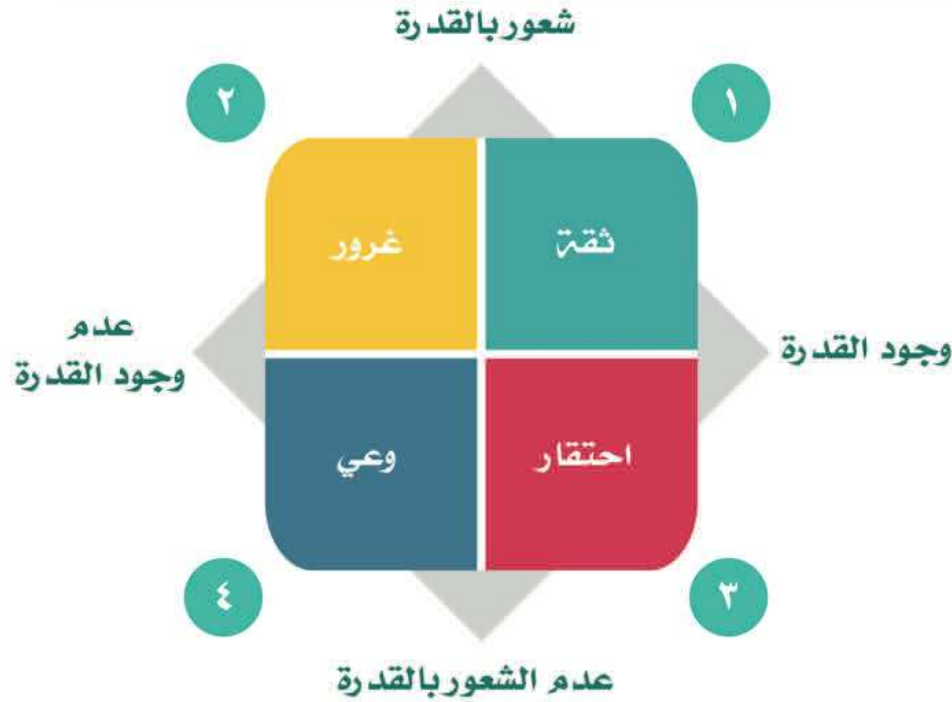 شعور بالقدرة
١
٢
ثقة
غرور
وجود القدرة
عدم
وجود القدرة
احتقار
وعي
٣
٤
عدم الشعور بالقدرة